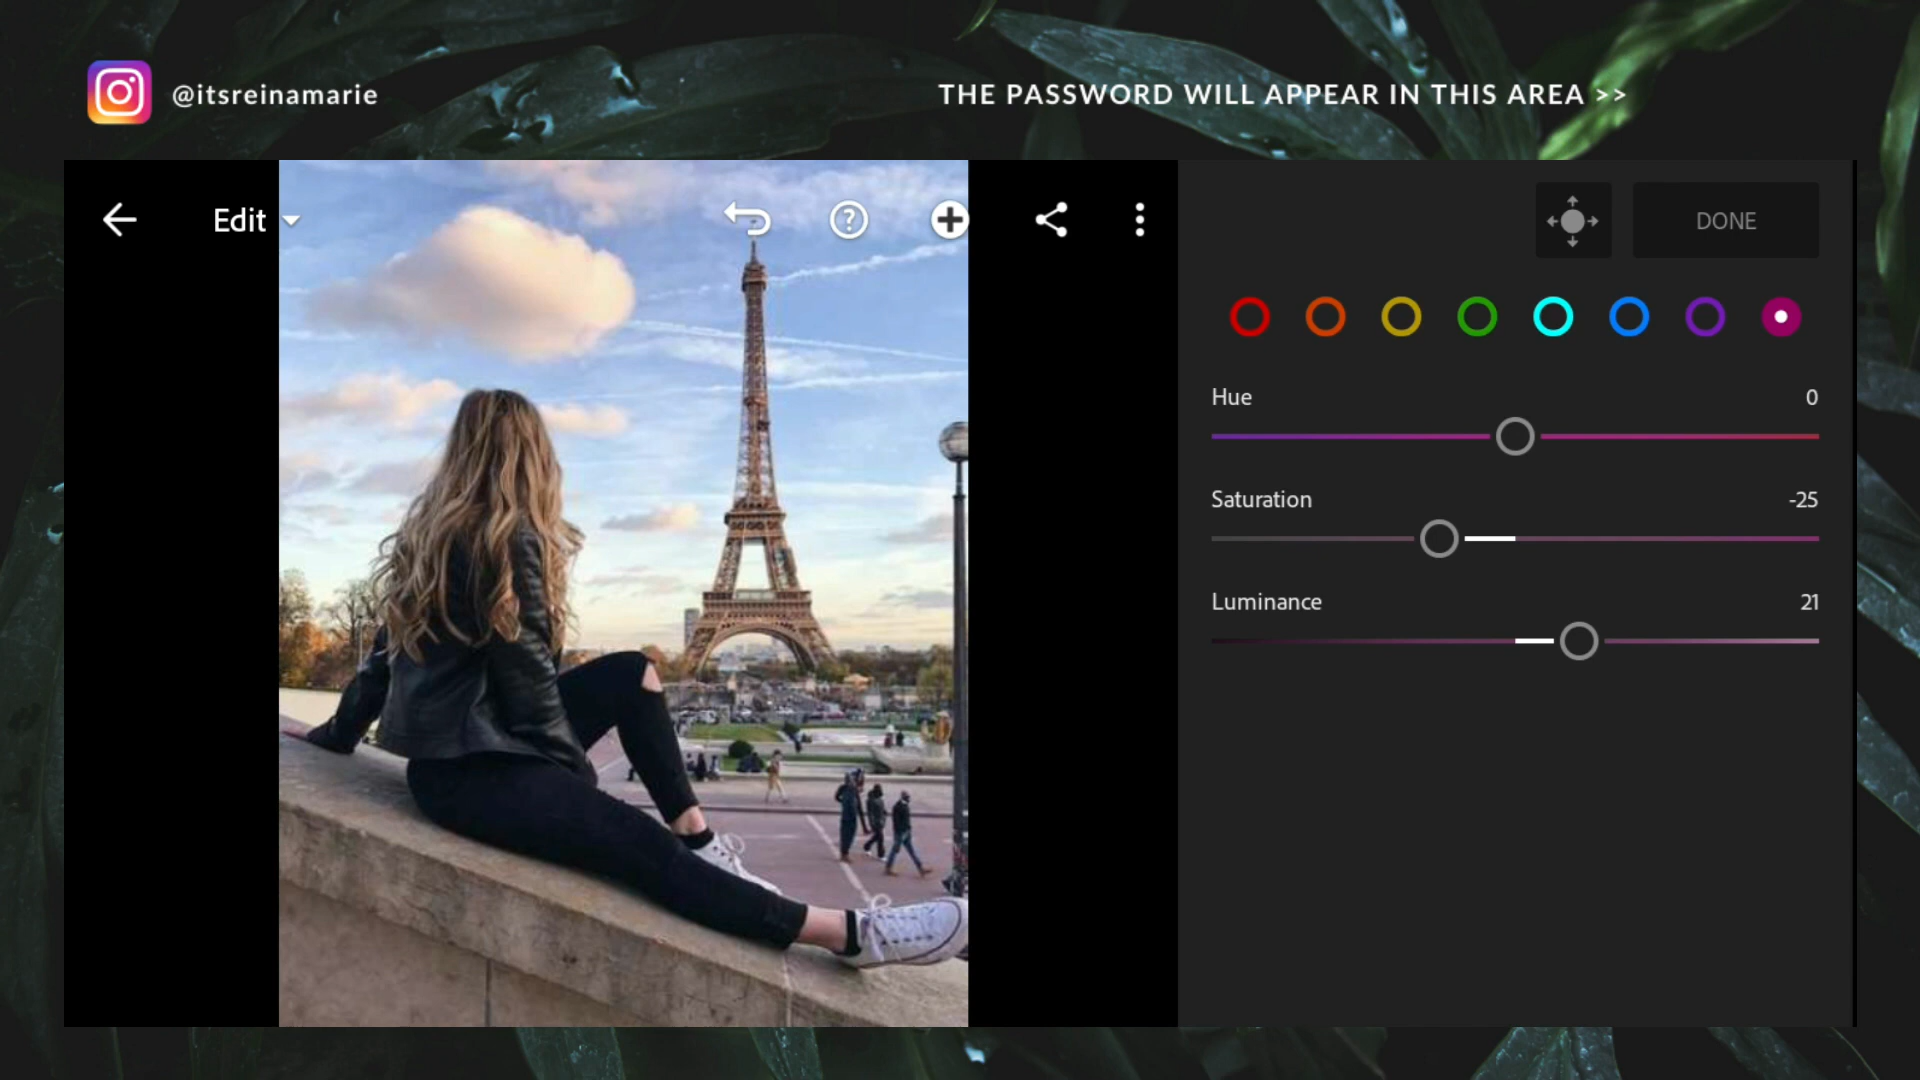 @itsreinamarie
THE PASSWORD WILL APPEAR IN THIS AREA >>
Edit
DONE
Hue 0
Saturation -25
Luminance 21